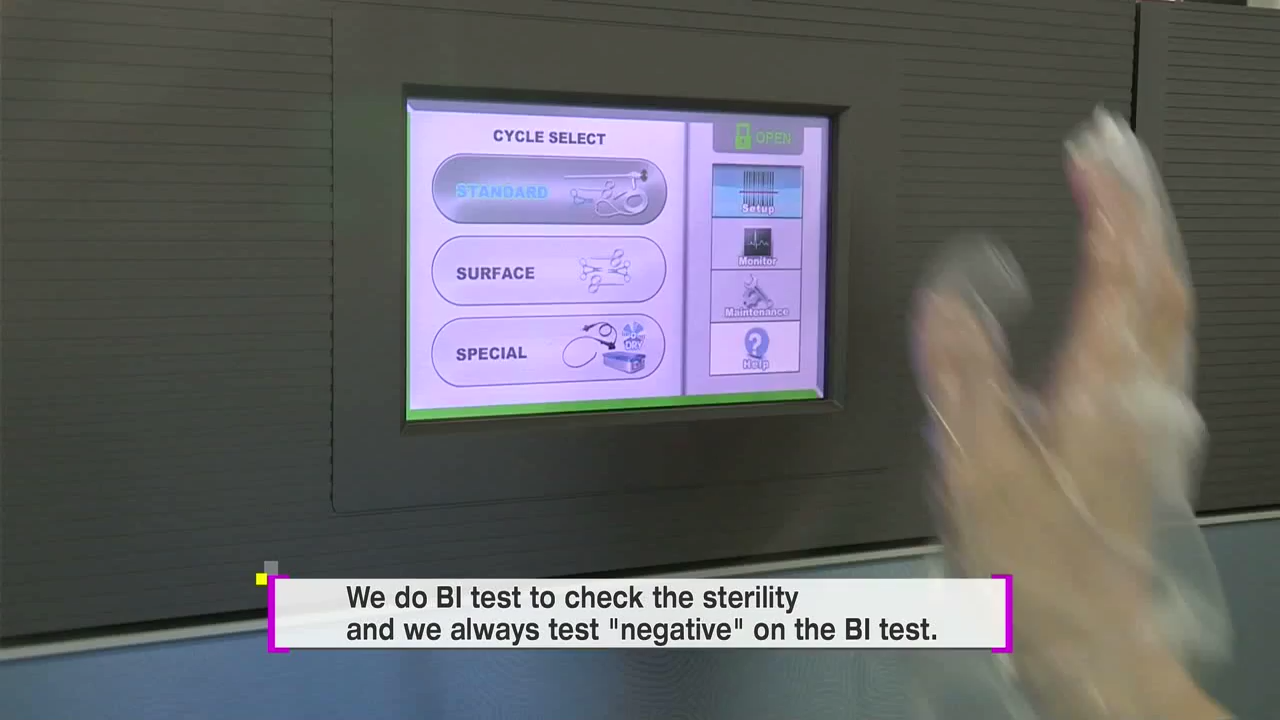 CYCLE SELECT
STANDARD
SURFACE
SPECIAL
DRY
OPEN
Setup
Monitor
Maintenance
Help
We do BI test to check the sterility
and we always test "negative" on the BI test.